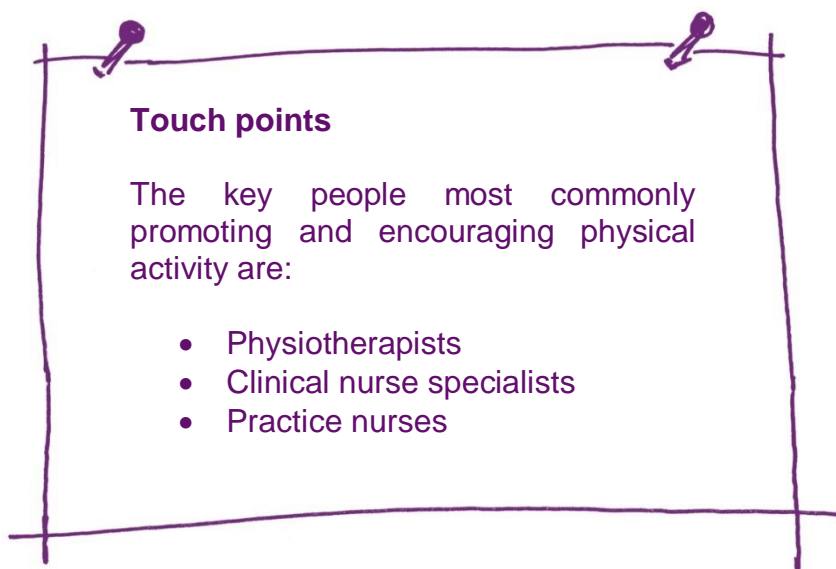 Touch points
The key people most commonly
promoting and encouraging physical
activity are:
• Physiotherapists
• Clinical nurse specialists
• Practice nurses